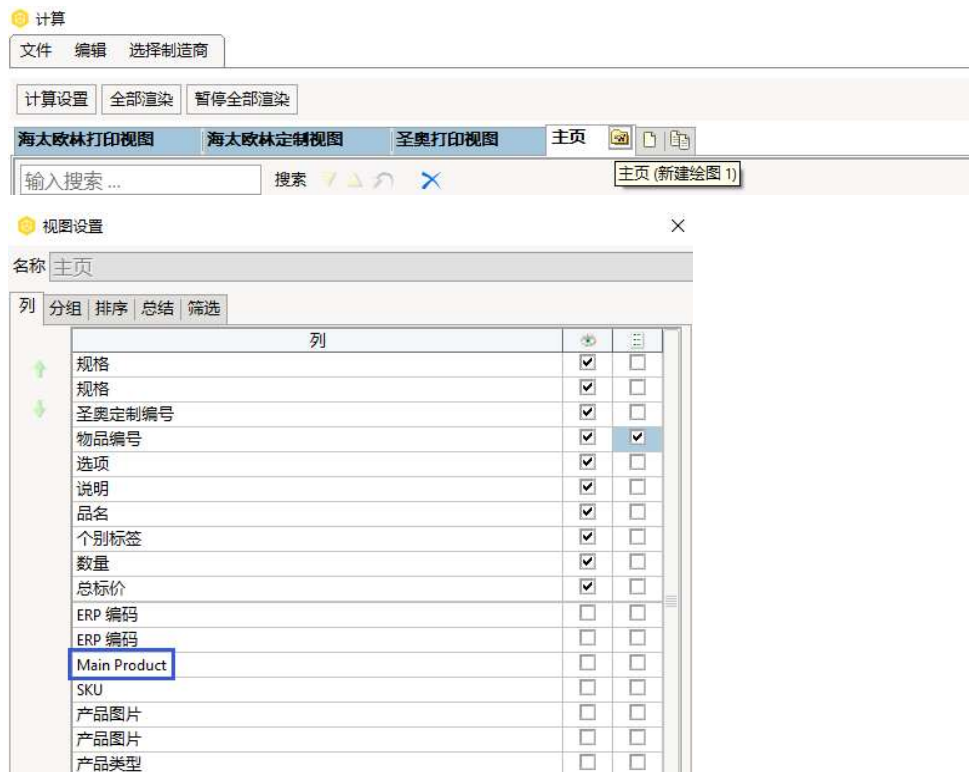 计算
文件 编辑 选择制造商
计算设置 全部渲染 暂停全部渲染
海太欧林打印视图 海太欧林定制视图 圣奥打印视图 主页
输入搜索 ... 搜索 主页 (新建绘图 1)
视图设置
名称 主页
列 分组 排序 总结 筛选
列
规格
规格
圣奥定制编号
物品编号
选项
说明
品名
个别标签
数量
总标价
ERP 编码
ERP 编码
Main Product
SKU
产品图片
产品图片
产品类型